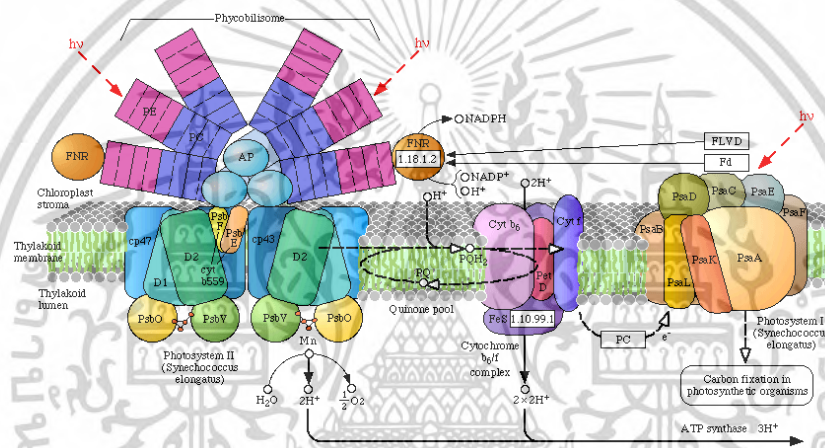 Phycobilisome
hν
hν
hν
PE
PC
AP
FNR
FNR
1.18.1.2
NADPH
NADP⁺
H⁺
H⁺
2H⁺
FLVD
Fd
Chloroplast
stroma
Thylakoid
membrane
Thylakoid
lumen
cp47
D1
D2
Psb
F
Psb
E
cyt
b559
cp43
D2
PsbO
PsbV
PsbV
PsbO
Mn
Photosystem II
(Synechococcus
elongatus)
H₂O
2H⁺
½O2
PQ
PQH₂
Quinone pool
Cyt b₆
Cyt f
Pet
D
FeS
1.10.99.1
Cytochrome
b₆/f
complex
2×2H⁺
PC
e⁻
PsaB
PsaD
PsaC
PsaE
PsaF
PsaL
PsaK
PsaA
Photosystem I
(Synechococcus
elongatus)
Carbon fixation in
photosynthetic organisms
ATP synthase 3H⁺